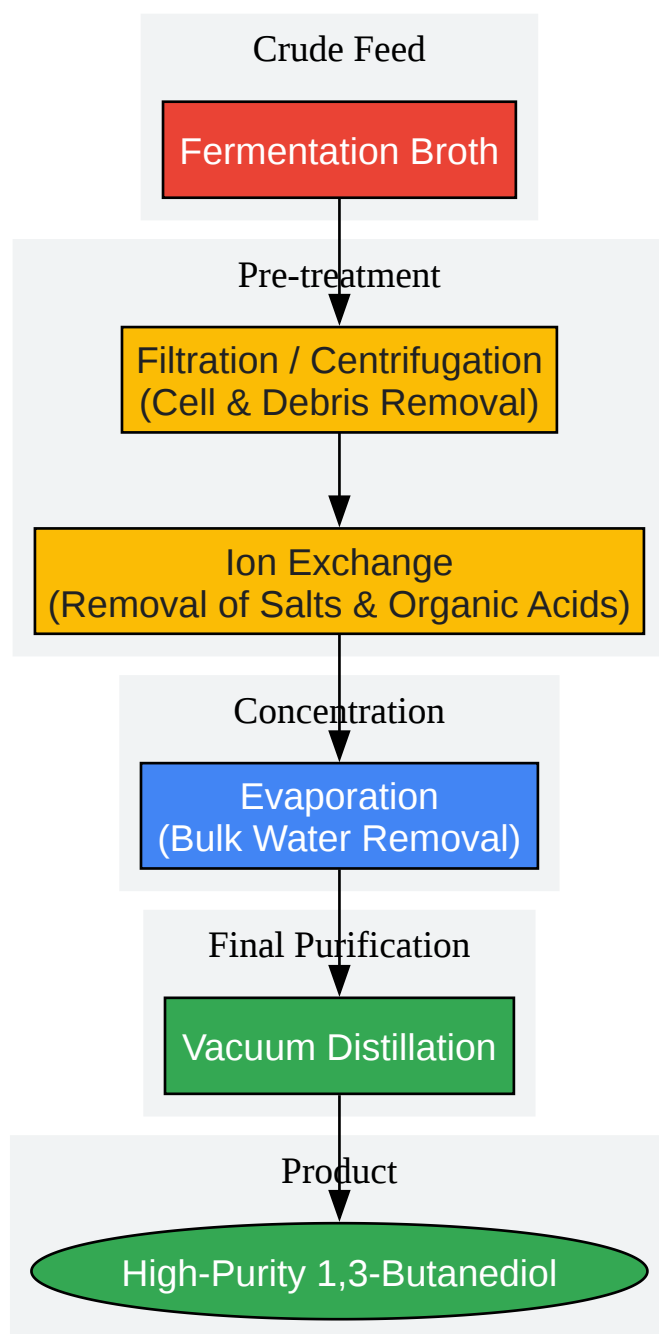 Crude Feed
Fermentation Broth
Pre-treatment
Filtration / Centrifugation
(Cell & Debris Removal)
Ion Exchange
(Removal of Salts & Organic Acids)
Concentration
Evaporation
(Bulk Water Removal)
Final Purification
Vacuum Distillation
Product
High-Purity 1,3-Butanediol